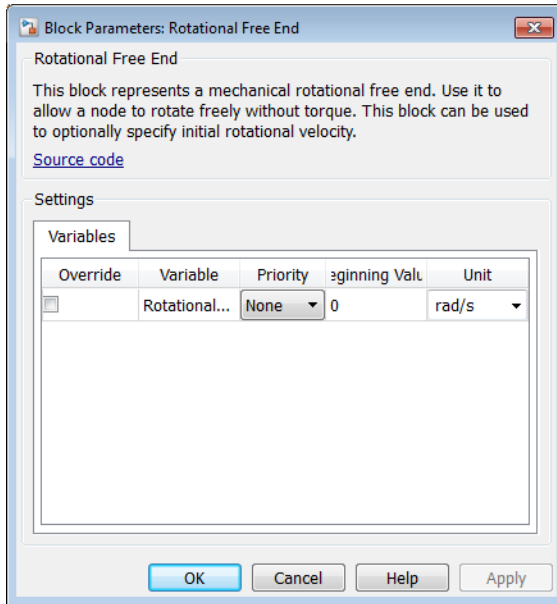 Block Parameters: Rotational Free End
Rotational Free End
This block represents a mechanical rotational free end. Use it to
allow a node to rotate freely without torque. This block can be used
to optionally specify initial rotational velocity.
Source code
Settings
Variables
Override Variable Priority eginning Valu Unit
Rotational... None 0 rad/s
OK Cancel Help Apply